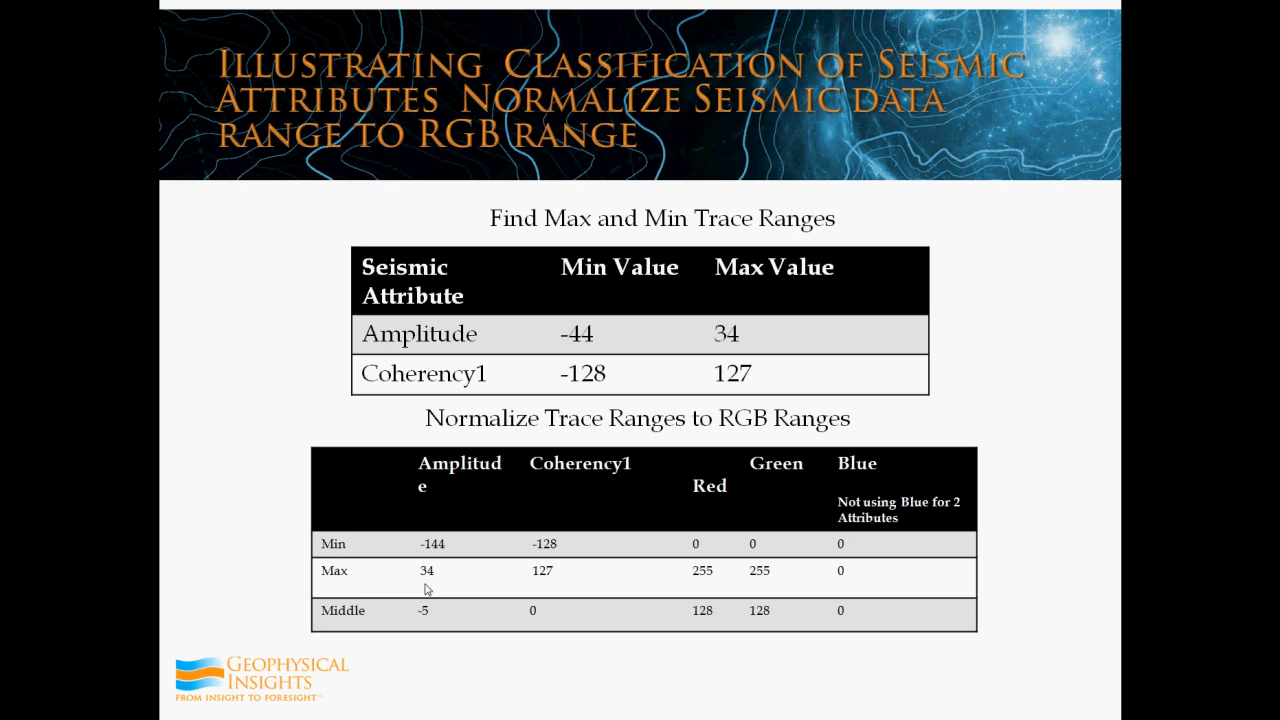 Illustrating Classification of Seismic
Attributes Normalize Seismic data
range to RGB range
Find Max and Min Trace Ranges
Seismic Attribute Min Value Max Value
Amplitude -44 34
Coherency1 -128 127
Normalize Trace Ranges to RGB Ranges
Amplitud
e
Coherency1
Red
Green
Blue
Not using Blue for 2
Attributes
Min -144 -128 0 0 0
Max 34 127 255 255 0
Middle -5 0 128 128 0
Geophysical
Insights
From Insight to Foresight™